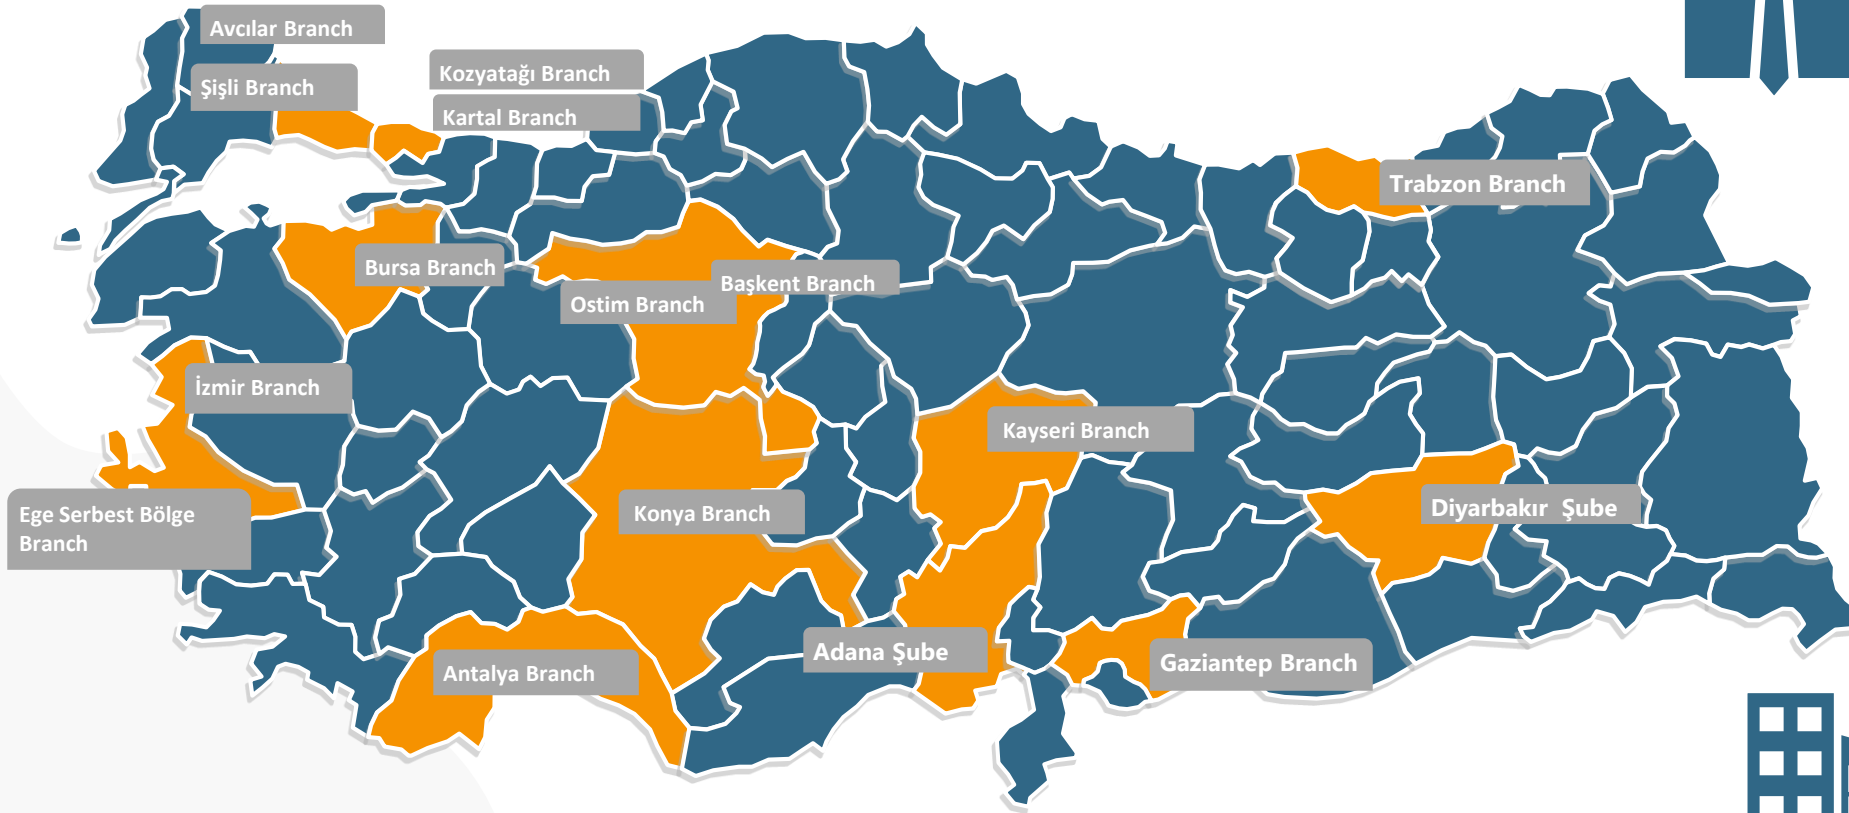 Avcılar Branch
Şişli Branch
Kozyatağı Branch
Kartal Branch
Trabzon Branch
Bursa Branch
Başkent Branch
Ostim Branch
İzmir Branch
Kayseri Branch
Ege Serbest Bölge
Branch
Konya Branch
Diyarbakır Şube
Adana Şube
Gaziantep Branch
Antalya Branch